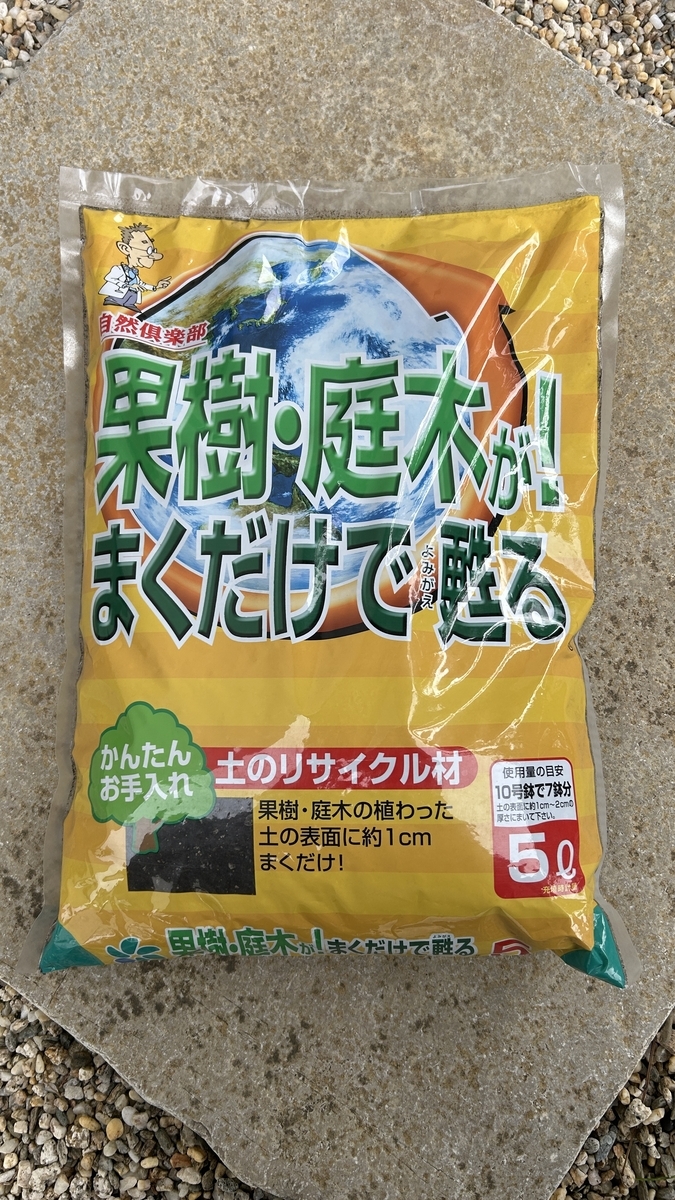 自然倶楽部
果樹・庭木が!
まくだけで甦る
よみがえ
かんたん
お手入れ
土のリサイクル材
果樹・庭木の植わった
土の表面に約1cm
まくだけ!
使用量の目安
10号鉢で7鉢分
土の表面に約1cm〜2cmの
厚さにまいて下さい。
5ℓ
果樹・庭木が!まくだけで甦る